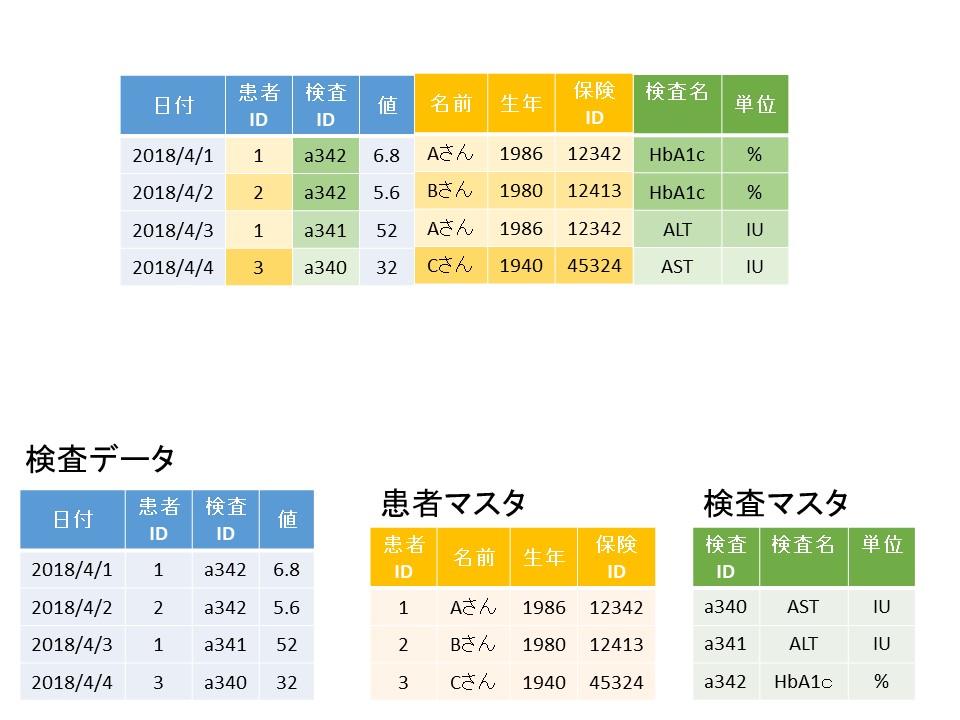 日付 患者ID 検査ID 値 名前 生年 保険ID 検査名 単位
2018/4/1 1 a342 6.8 Aさん 1986 12342 HbA1c %
2018/4/2 2 a342 5.6 Bさん 1980 12413 HbA1c %
2018/4/3 1 a341 52 Aさん 1986 12342 ALT IU
2018/4/4 3 a340 32 Cさん 1940 45324 AST IU
検査データ
日付 患者ID 検査ID 値
2018/4/1 1 a342 6.8
2018/4/2 2 a342 5.6
2018/4/3 1 a341 52
2018/4/4 3 a340 32
患者マスタ
患者ID 名前 生年 保険ID
1 Aさん 1986 12342
2 Bさん 1980 12413
3 Cさん 1940 45324
検査マスタ
検査ID 検査名 単位
a340 AST IU
a341 ALT IU
a342 HbA1c %